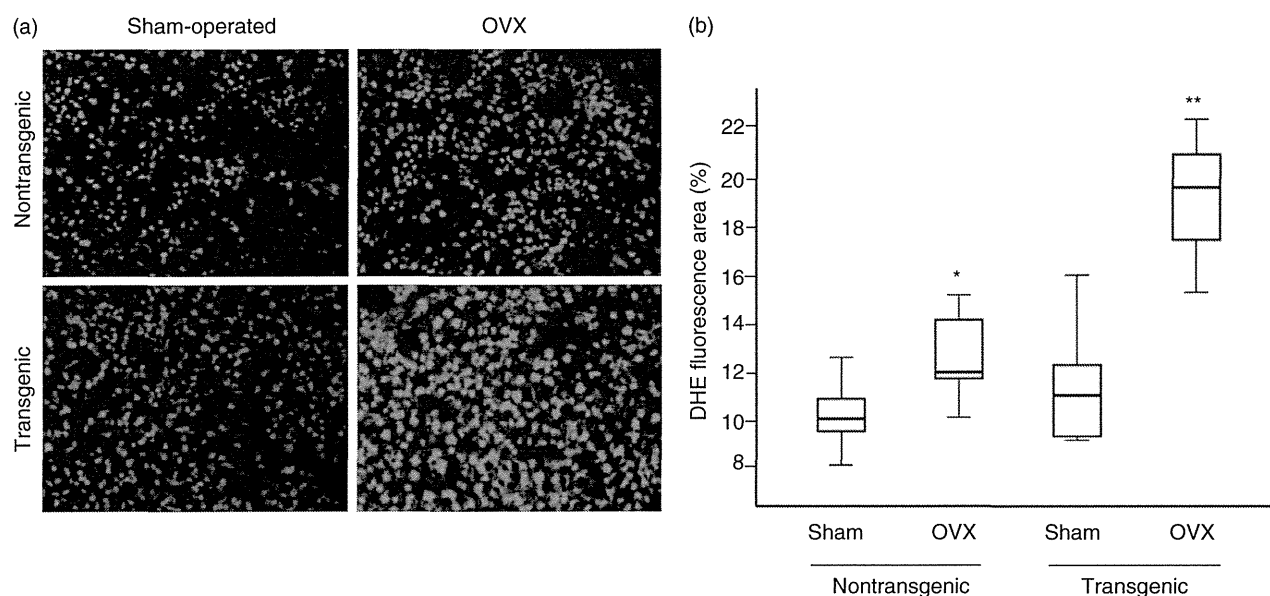 (a)
Sham-operated
OVX
Nontransgenic
Transgenic
(b)
DHE fluorescence area (%)
22
20
18
16
14
12
10
8
*
**
Sham
OVX
Sham
OVX
Nontransgenic
Transgenic